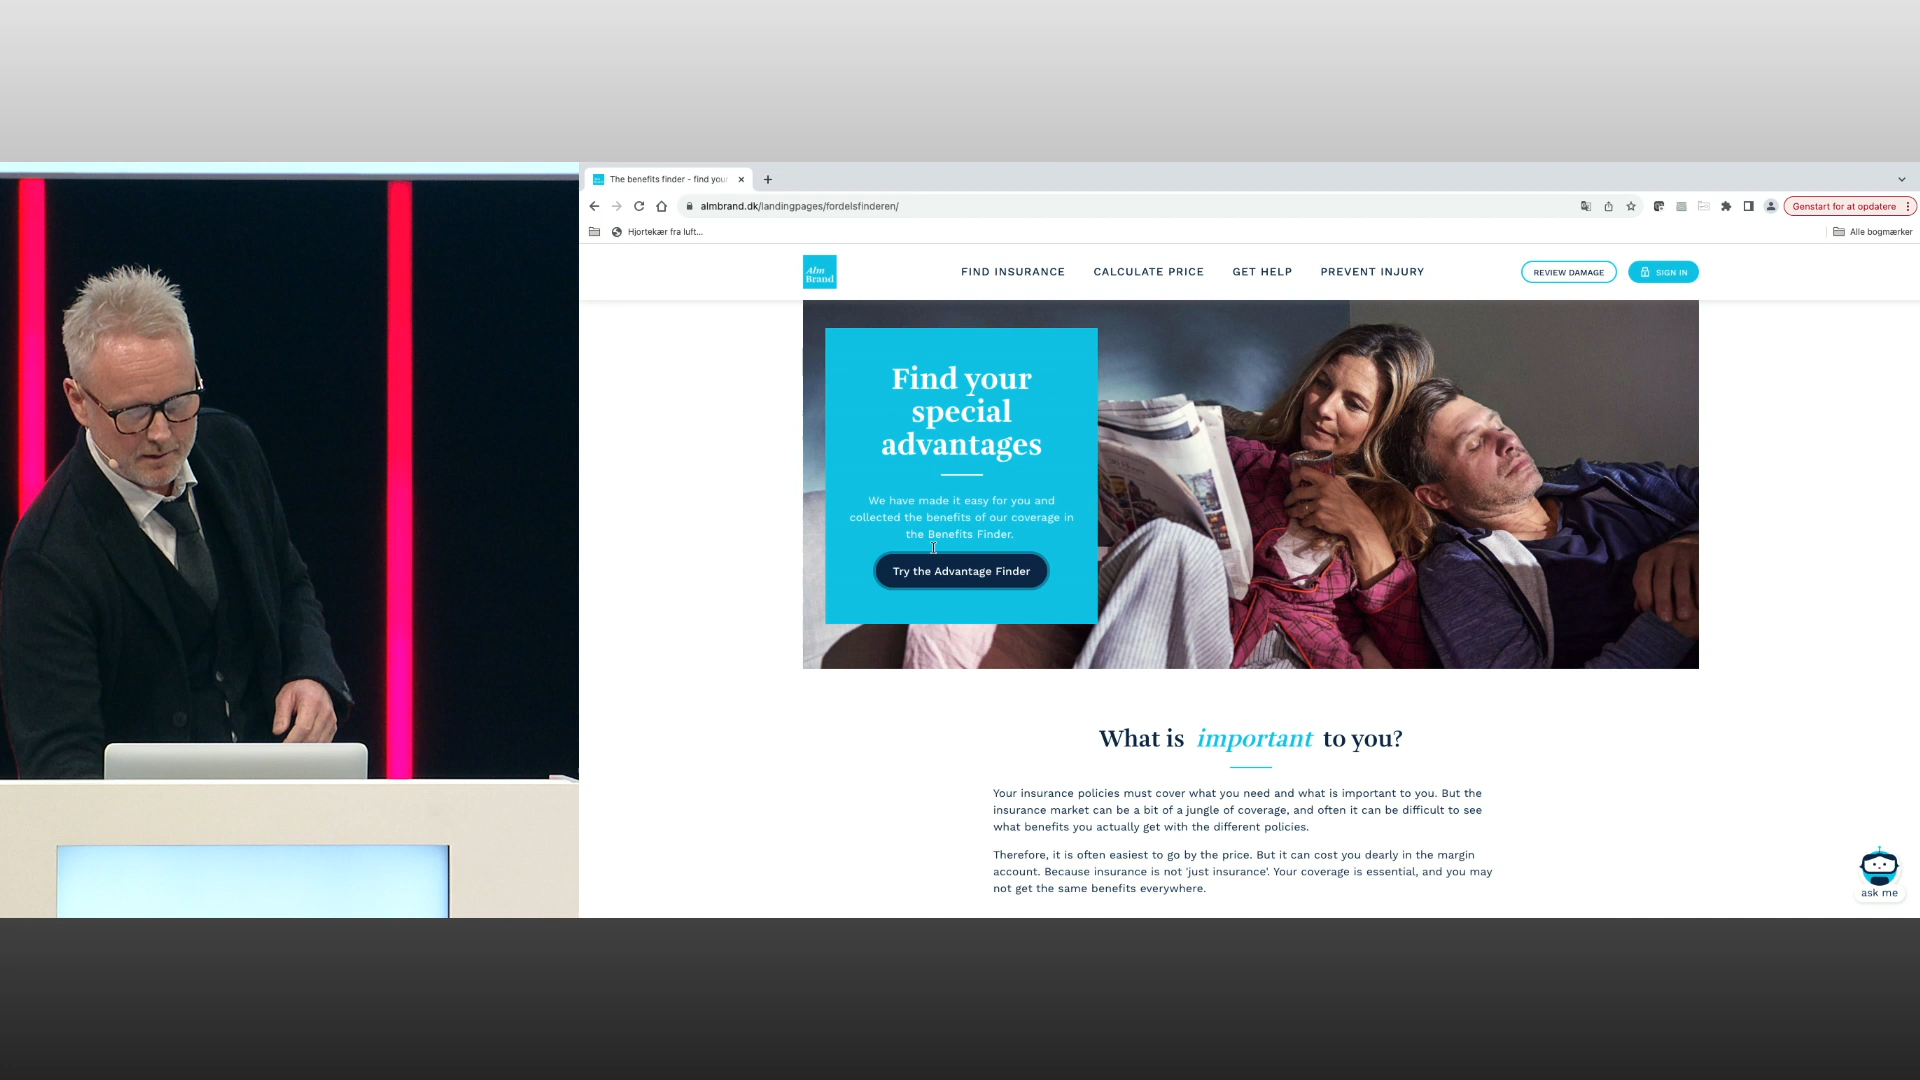 The benefits finder - find your
almbrand.dk/landingpages/fordelsfinderen/
Genstart for at opdatere
Hjortekær fra luft...
Alle bogmærker
Alm
Brand
FIND INSURANCE
CALCULATE PRICE
GET HELP
PREVENT INJURY
REVIEW DAMAGE
SIGN IN
Find your
special
advantages
We have made it easy for you and
collected the benefits of our coverage in
the Benefits Finder.
Try the Advantage Finder
What is important to you?
Your insurance policies must cover what you need and what is important to you. But the
insurance market can be a bit of a jungle of coverage, and often it can be difficult to see
what benefits you actually get with the different policies.
Therefore, it is often easiest to go by the price. But it can cost you dearly in the margin
account. Because insurance is not 'just insurance'. Your coverage is essential, and you may
not get the same benefits everywhere.
ask me